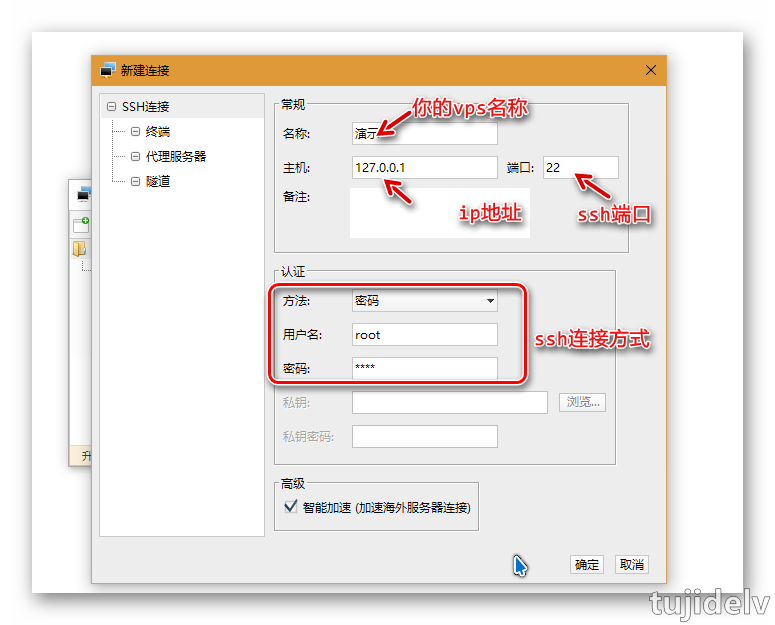 新建连接
SSH连接
终端
代理服务器
隧道
常规
你的vps名称
名称: 演示
主机: 127.0.0.1 端口: 22
备注:
ip地址
ssh端口
认证
方法: 密码
用户名: root
ssh连接方式
密码: ****
私钥: 浏览...
私钥密码:
高级
智能加速 (加速海外服务器连接)
升
确定 取消
tujidelv